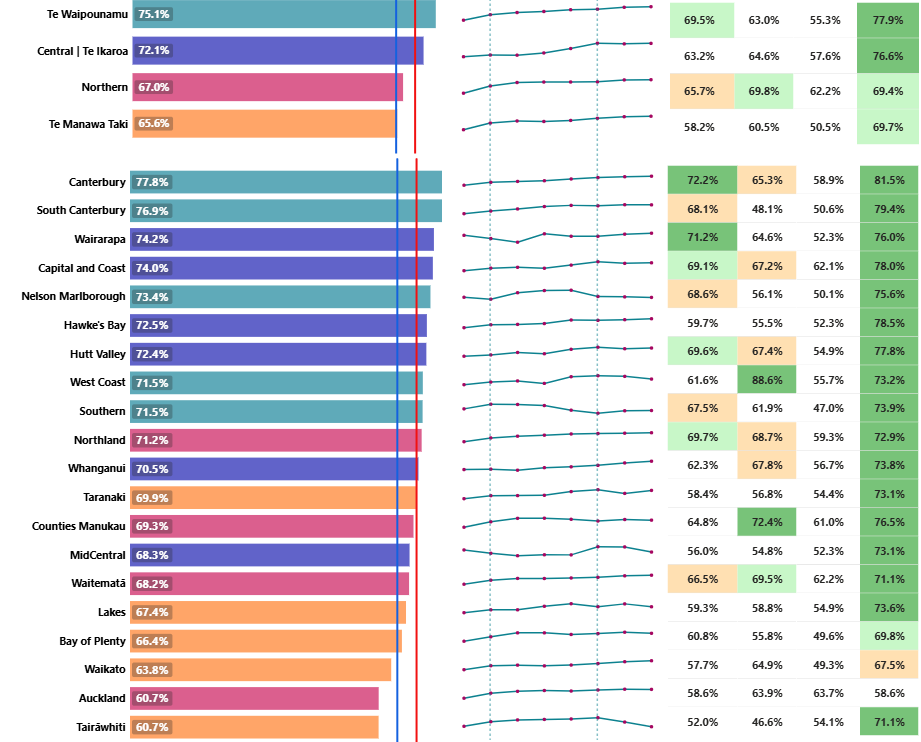 Te Waipounamu 75.1% 69.5% 63.0% 55.3% 77.9%
Central | Te Ikaroa 72.1% 63.2% 64.6% 57.6% 76.6%
Northern 67.0% 65.7% 69.8% 62.2% 69.4%
Te Manawa Taki 65.6% 58.2% 60.5% 50.5% 69.7%
Canterbury 77.8% 72.2% 65.3% 58.9% 81.5%
South Canterbury 76.9% 68.1% 48.1% 50.6% 79.4%
Wairarapa 74.2% 71.2% 64.6% 52.3% 76.0%
Capital and Coast 74.0% 69.1% 67.2% 62.1% 78.0%
Nelson Marlborough 73.4% 68.6% 56.1% 50.1% 75.6%
Hawke's Bay 72.5% 59.7% 55.5% 52.3% 78.5%
Hutt Valley 72.4% 69.6% 67.4% 54.9% 77.8%
West Coast 71.5% 61.6% 88.6% 55.7% 73.2%
Southern 71.5% 67.5% 61.9% 47.0% 73.9%
Northland 71.2% 69.7% 68.7% 59.3% 72.9%
Whanganui 70.5% 62.3% 67.8% 56.7% 73.8%
Taranaki 69.9% 58.4% 56.8% 54.4% 73.1%
Counties Manukau 69.3% 64.8% 72.4% 61.0% 76.5%
MidCentral 68.3% 56.0% 54.8% 52.3% 73.1%
Waitematā 68.2% 66.5% 69.5% 62.2% 71.1%
Lakes 67.4% 59.3% 58.8% 54.9% 73.6%
Bay of Plenty 66.4% 60.8% 55.8% 49.6% 69.8%
Waikato 63.8% 57.7% 64.9% 49.3% 67.5%
Auckland 60.7% 58.6% 63.9% 63.7% 58.6%
Tairāwhiti 60.7% 52.0% 46.6% 54.1% 71.1%